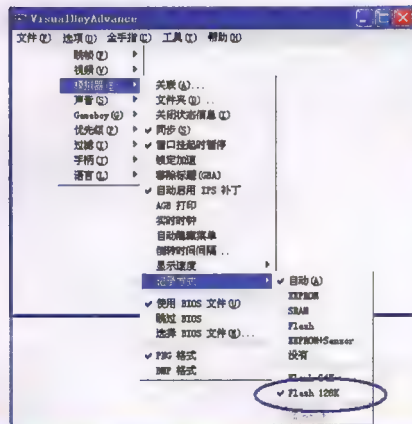 VisualBoyAdvance
文件(F) 选项(O) 金手指(C) 工具(T) 帮助(H)
跳帧(F)
视频(V)
模拟器(E)
声音(S)
Gameboy(G)
优先级(P)
过滤(I)
手柄(J)
语言(L)
关联(A)...
文件夹(D)...
关闭状态信息(I)
同步(S)
窗口挂起时暂停
锁定加速
移除标题(GBA)
自动启用 IPS 补丁
AGB 打印
实时时钟
自动隐藏菜单
倒转时间间隔...
显示速度
记录方式
使用 BIOS 文件(U)
跳过 BIOS
选择 BIOS 文件(B)...
PNG 格式
BMP 格式
自动(A)
EEPROM
SRAM
Flash
EEPROM+Sensor
没有
Flash 64K
Flash 128K